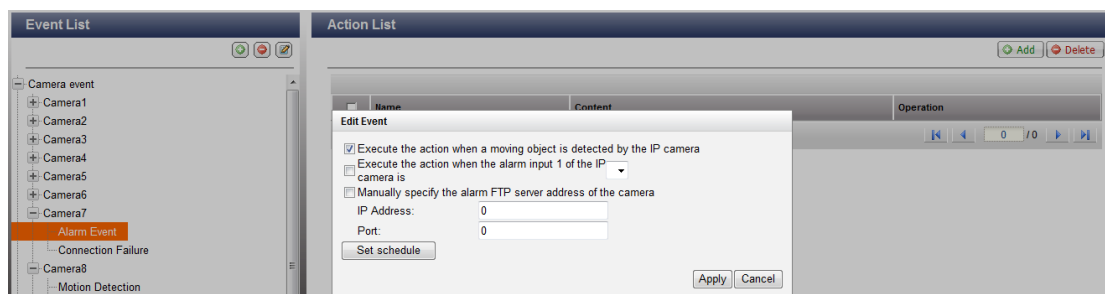 Event List
Action List
Add Delete
Camera event
Camera1
Camera2
Camera3
Camera4
Camera5
Camera6
Camera7
Alarm Event
Connection Failure
Camera8
Motion Detection
Name Content Operation
0 / 0
Edit Event
Execute the action when a moving object is detected by the IP camera
Execute the action when the alarm input 1 of the IP
camera is
Manually specify the alarm FTP server address of the camera
IP Address: 0
Port: 0
Set schedule
Apply Cancel